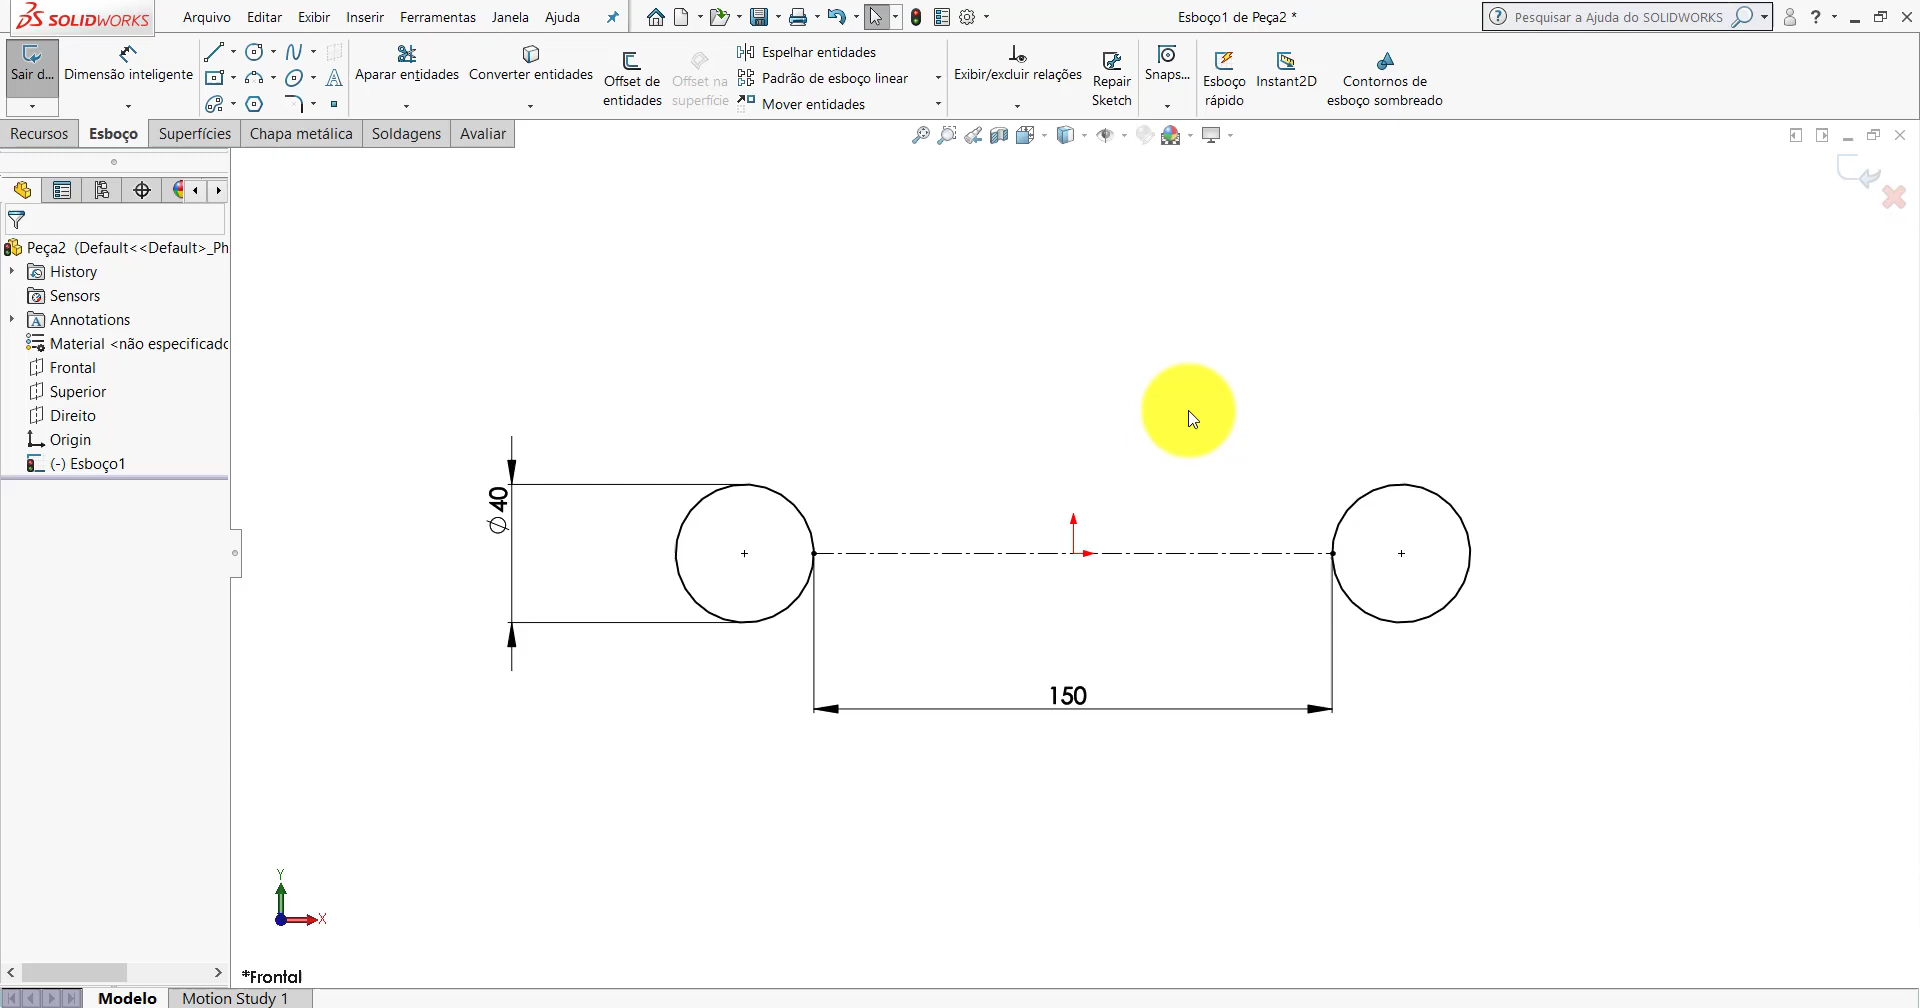 SOLIDWORKS
Arquivo Editar Exibir Inserir Ferramentas Janela Ajuda
Esboço1 de Peça2 *
Pesquisar a Ajuda do SOLIDWORKS
Sair d...
Dimensão inteligente
Aparar entidades
Converter entidades
Offset de
entidades
Offset na
superfície
Espelhar entidades
Padrão de esboço linear
Mover entidades
Exibir/excluir relações
Repair
Sketch
Snaps...
Esboço
rápido
Instant2D
Contornos de
esboço sombreado
Recursos Esboço Superfícies Chapa metálica Soldagens Avaliar
Peça2 (Default<<Default>_Ph
History
Sensors
Annotations
Material <não especificado
Frontal
Superior
Direito
Origin
(-) Esboço1
⌀ 40
150
Y
X
*Frontal
Modelo Motion Study 1